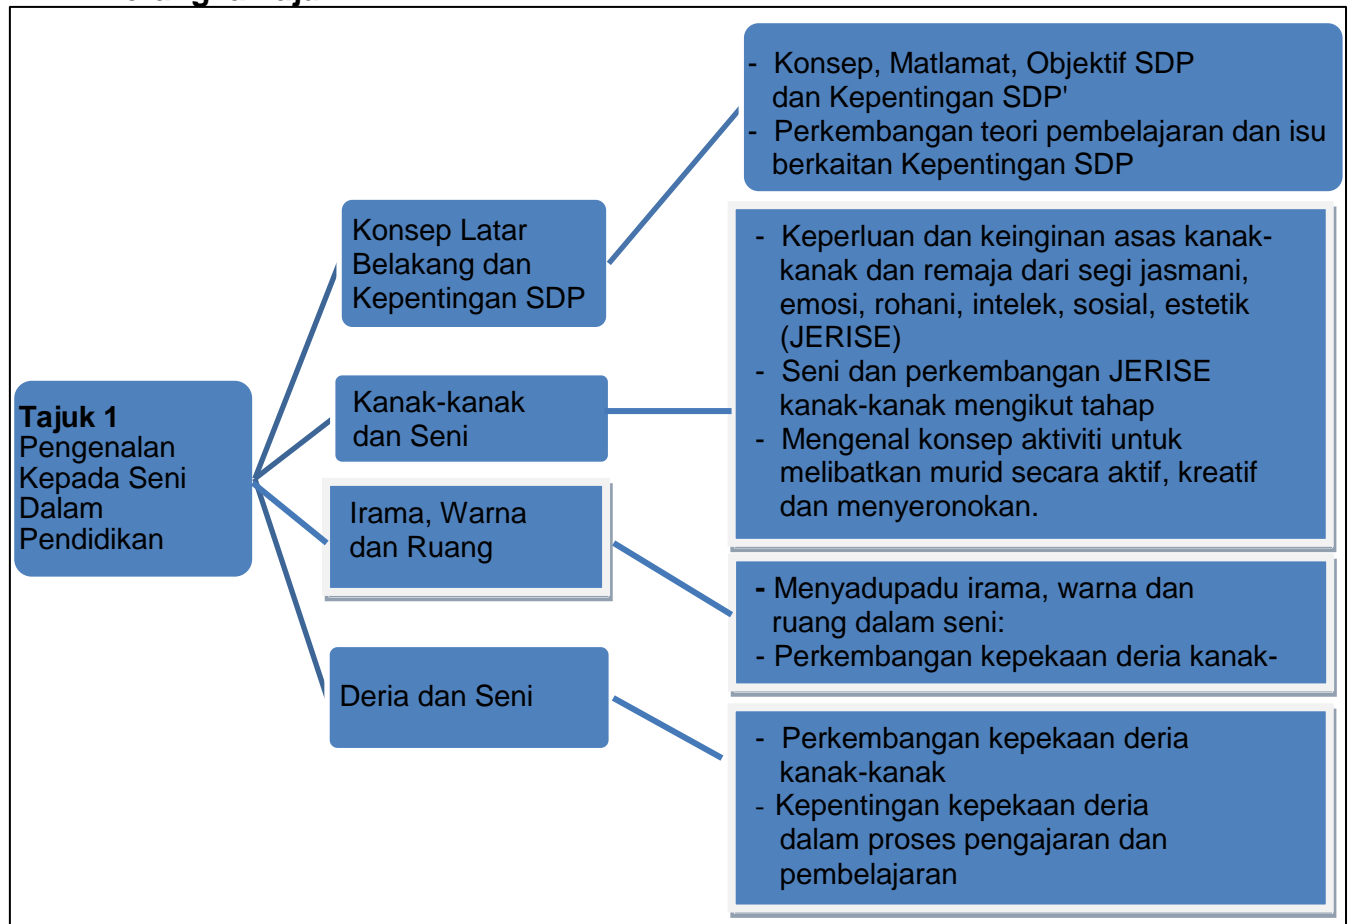 Tajuk 1
Pengenalan
Kepada Seni
Dalam
Pendidikan
Konsep Latar
Belakang dan
Kepentingan SDP
Kanak-kanak
dan Seni
Irama, Warna
dan Ruang
Deria dan Seni
- Konsep, Matlamat, Objektif SDP
dan Kepentingan SDP'
- Perkembangan teori pembelajaran dan isu
berkaitan Kepentingan SDP
- Keperluan dan keinginan asas kanak-
kanak dan remaja dari segi jasmani,
emosi, rohani, intelek, sosial, estetik
(JERISE)
- Seni dan perkembangan JERISE
kanak-kanak mengikut tahap
- Mengenal konsep aktiviti untuk
melibatkan murid secara aktif, kreatif
dan menyeronokan.
- Menyadupadu irama, warna dan
ruang dalam seni:
- Perkembangan kepekaan deria kanak-
- Perkembangan kepekaan deria
kanak-kanak
- Kepentingan kepekaan deria
dalam proses pengajaran dan
pembelajaran